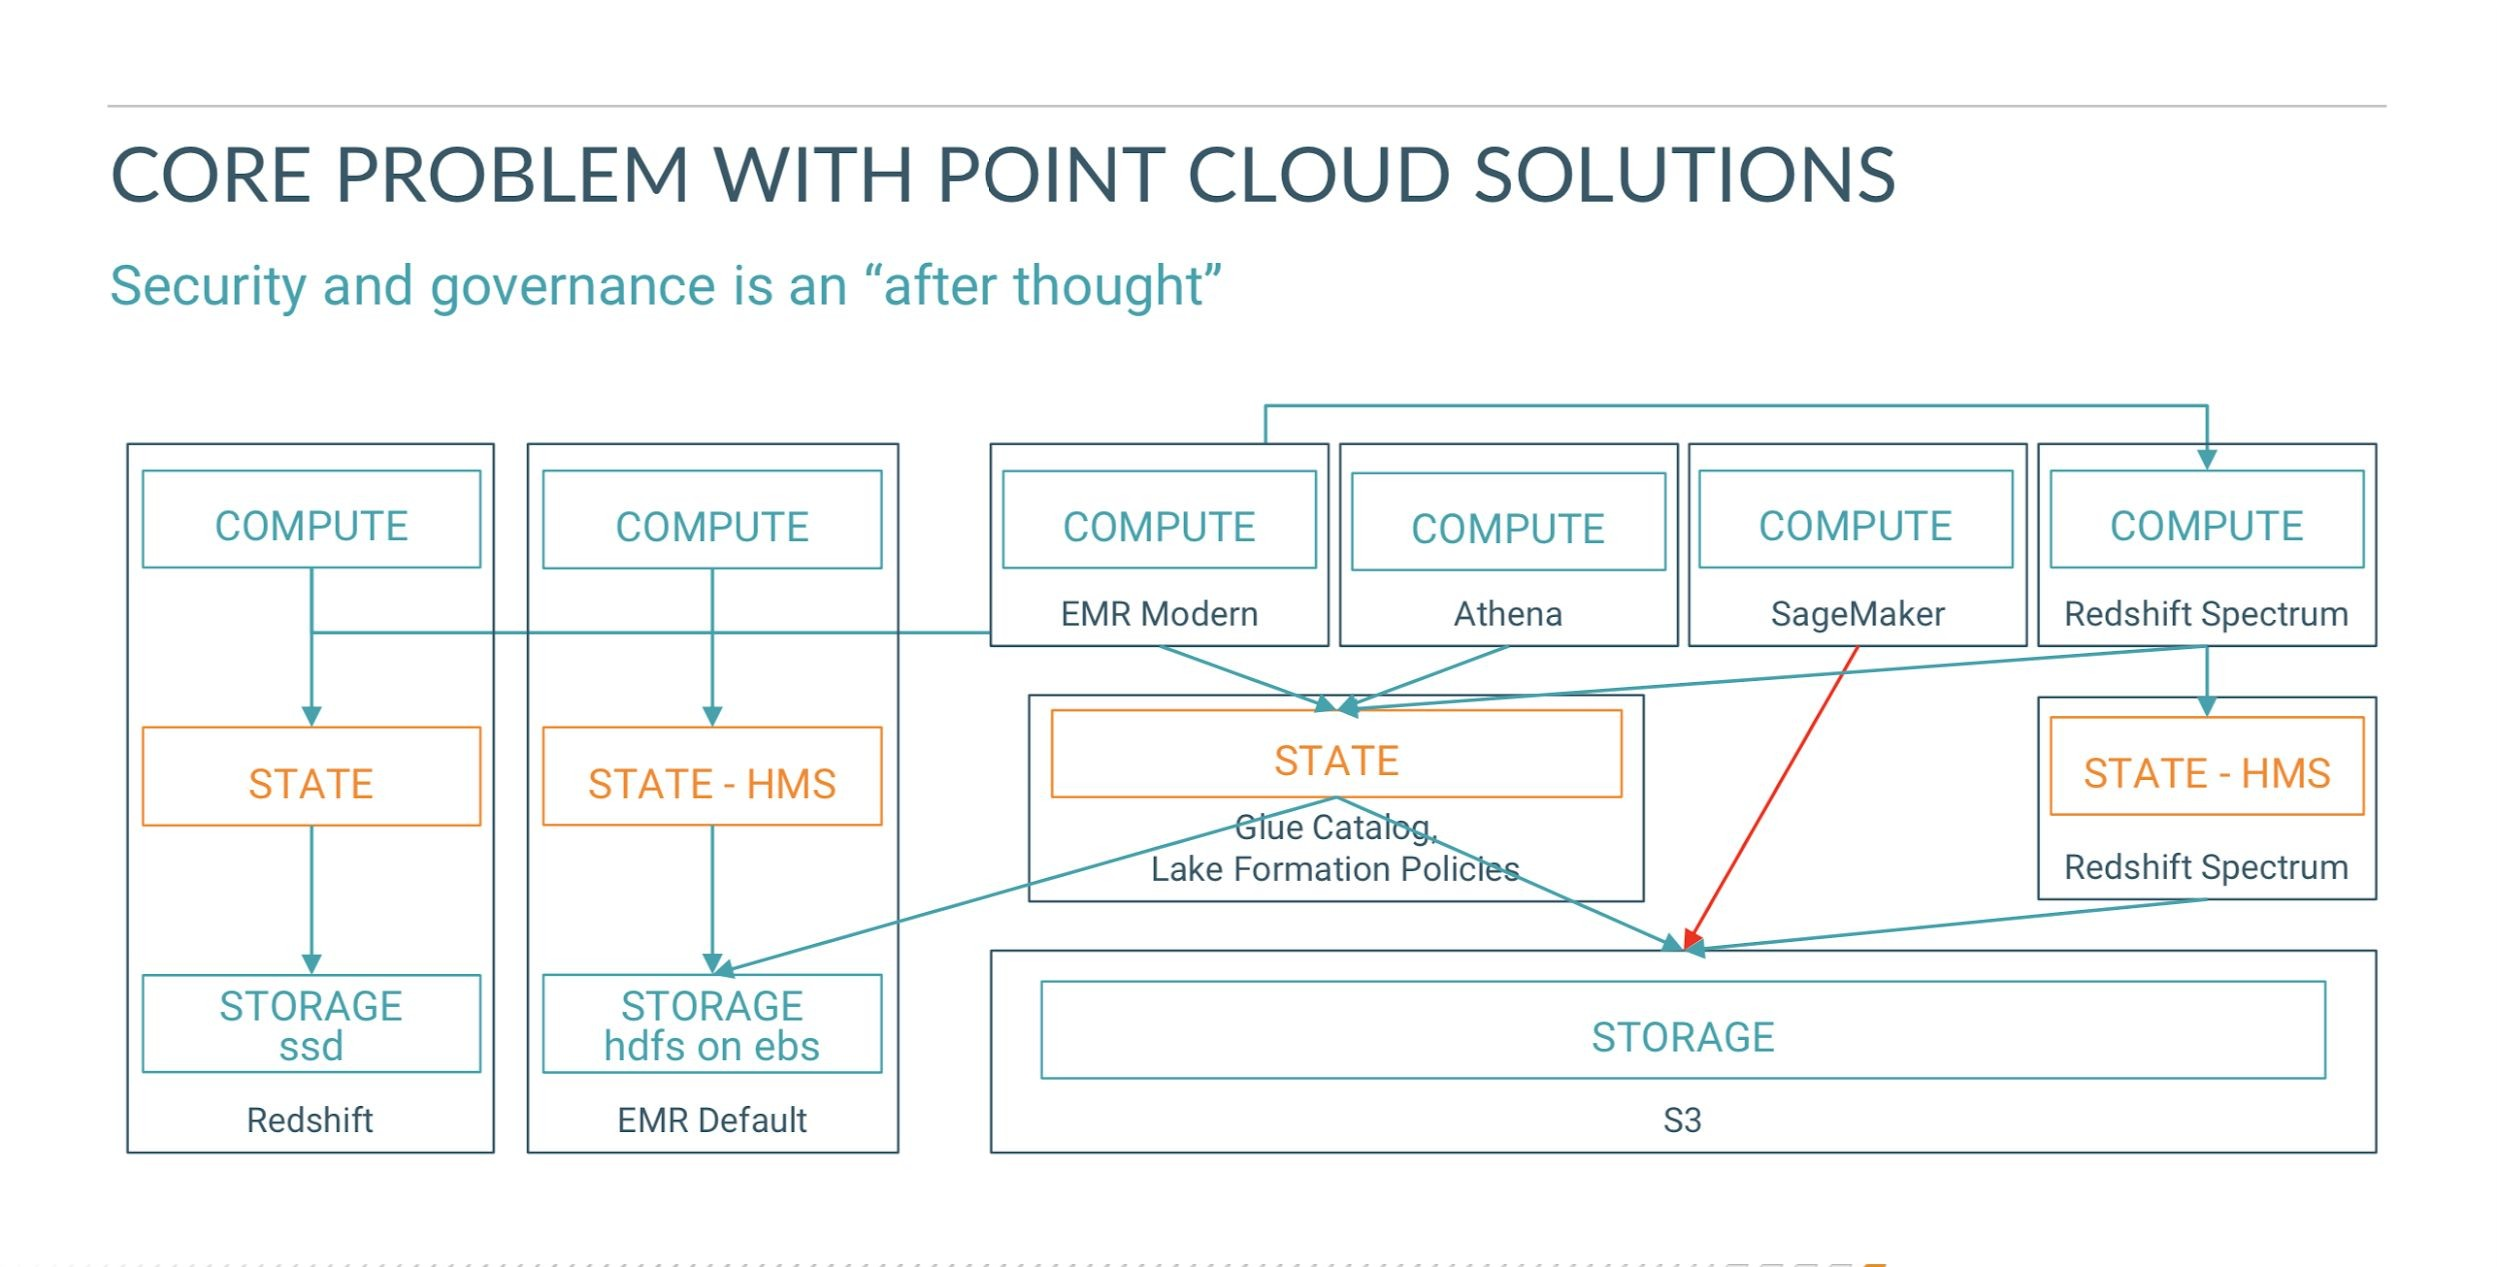 CORE PROBLEM WITH POINT CLOUD SOLUTIONS
Security and governance is an “after thought”
COMPUTE
STATE
STORAGE
ssd
Redshift
COMPUTE
STATE - HMS
STORAGE
hdfs on ebs
EMR Default
COMPUTE
EMR Modern
COMPUTE
Athena
COMPUTE
SageMaker
COMPUTE
Redshift Spectrum
STATE
Glue Catalog,
Lake Formation Policies
STATE - HMS
Redshift Spectrum
STORAGE
S3